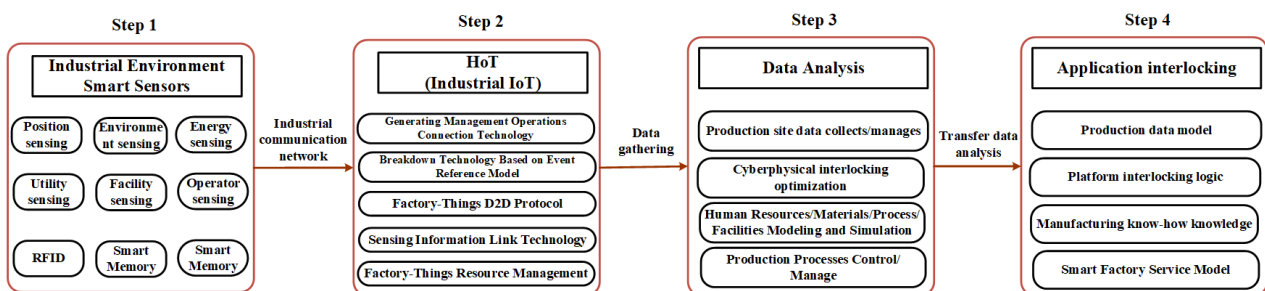 Step 1
Industrial Environment
Smart Sensors
Position
sensing
Environme
nt sensing
Energy
sensing
Utility
sensing
Facility
sensing
Operator
sensing
RFID
Smart
Memory
Smart
Memory
Industrial
communication
network
Step 2
HoT
(Industrial IoT)
Generating Management Operations
Connection Technology
Breakdown Technology Based on Event
Reference Model
Factory-Things D2D Protocol
Sensing Information Link Technology
Factory-Things Resource Management
Data
gathering
Step 3
Data Analysis
Production site data collects/manages
Cyberphysical interlocking
optimization
Human Resources/Materials/Process/
Facilities Modeling and Simulation
Production Processes Control/
Manage
Transfer data
analysis
Step 4
Application interlocking
Production data model
Platform interlocking logic
Manufacturing know-how knowledge
Smart Factory Service Model